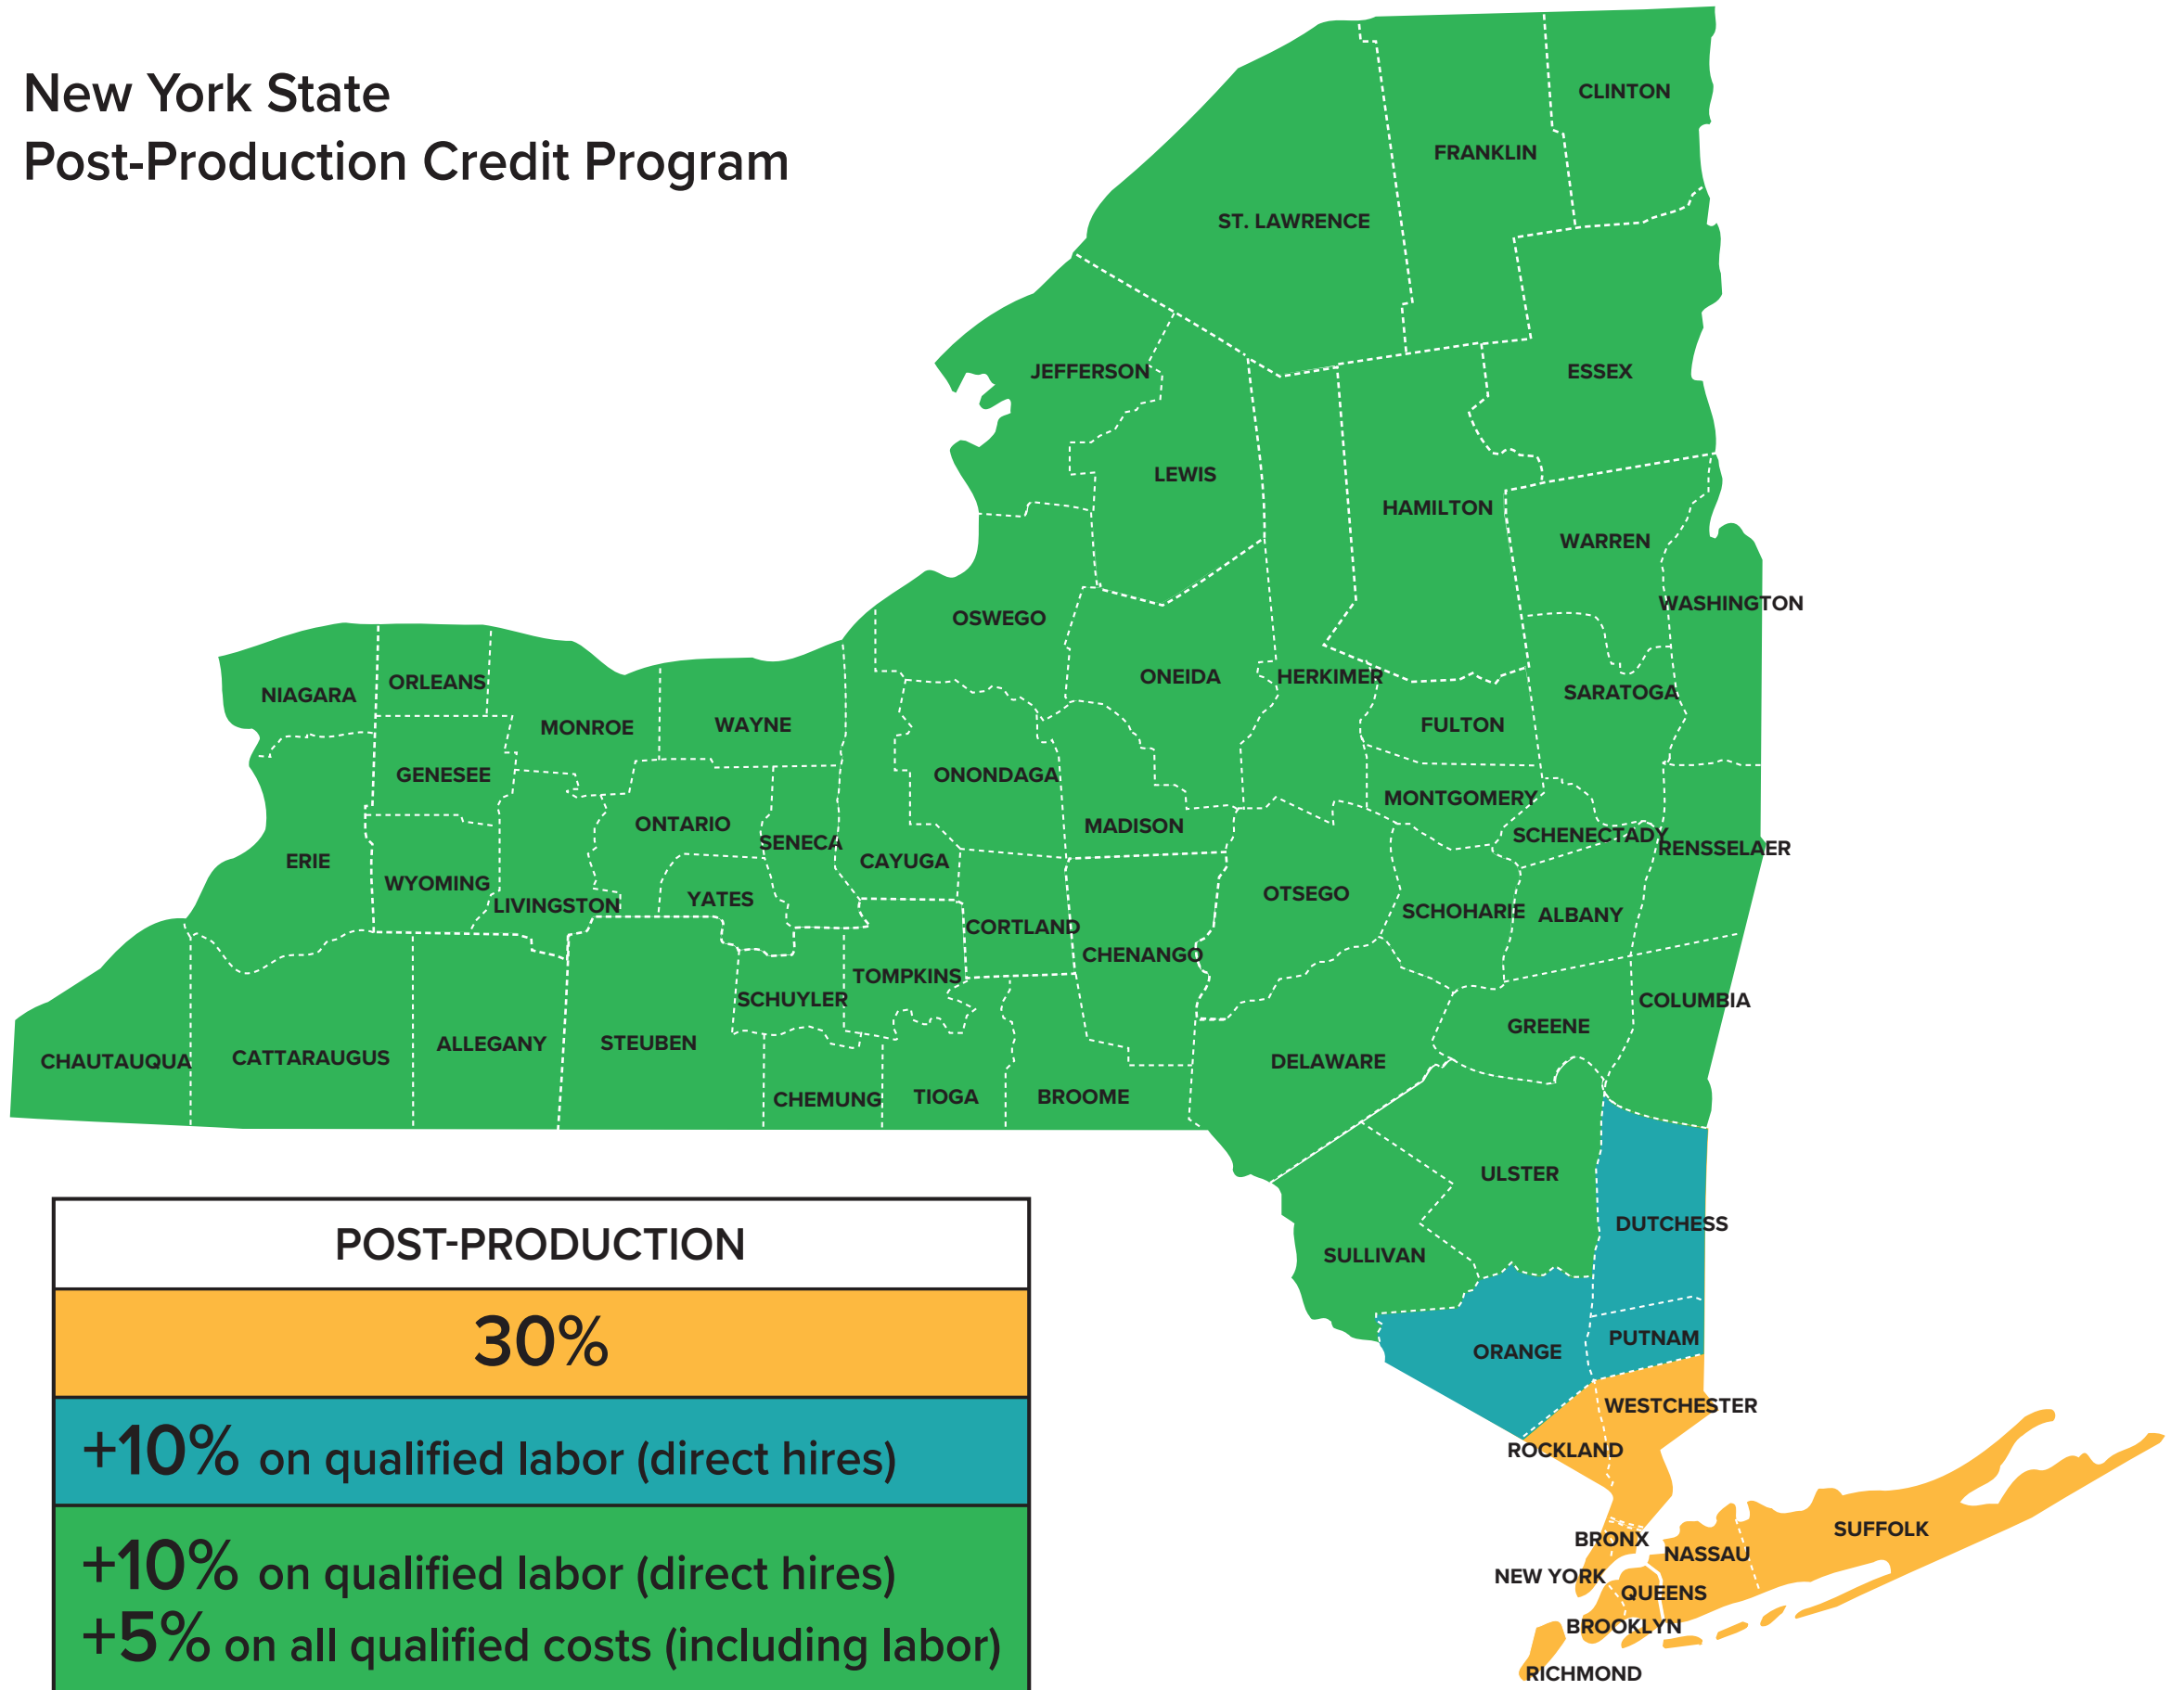 New York State
Post-Production Credit Program
CLINTON
FRANKLIN
ST. LAWRENCE
JEFFERSON
ESSEX
LEWIS
HAMILTON
WARREN
WASHINGTON
OSWEGO
ONEIDA
HERKIMER
SARATOGA
NIAGARA
ORLEANS
MONROE
WAYNE
FULTON
GENESEE
ONONDAGA
MONTGOMERY
ONTARIO
MADISON
SCHENECTADY
SENECA
RENSSELAER
ERIE
CAYUGA
WYOMING
OTSEGO
LIVINGSTON
YATES
SCHOHARIE
ALBANY
CORTLAND
CHENANGO
TOMPKINS
SCHUYLER
COLUMBIA
GREENE
STEUBEN
ALLEGANY
CATTARAUGUS
CHAUTAUQUA
DELAWARE
CHEMUNG
TIOGA
BROOME
ULSTER
DUTCHESS
SULLIVAN
PUTNAM
ORANGE
WESTCHESTER
ROCKLAND
SUFFOLK
BRONX
NASSAU
NEW YORK
QUEENS
BROOKLYN
RICHMOND
POST-PRODUCTION
30%
+10% on qualified labor (direct hires)
+10% on qualified labor (direct hires)
+5% on all qualified costs (including labor)